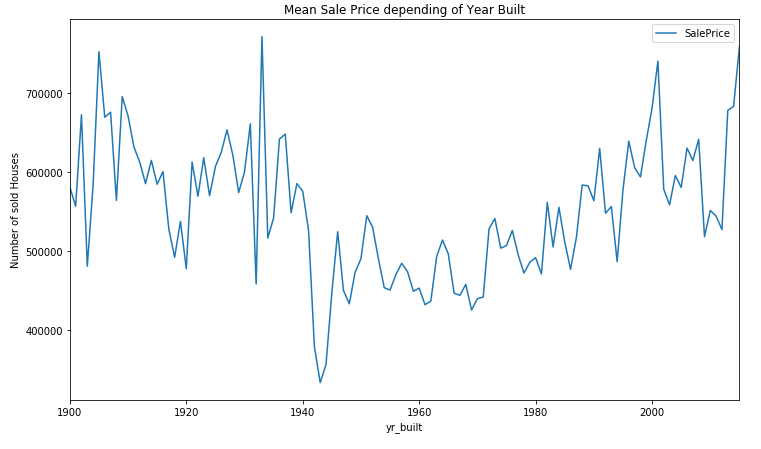 Mean Sale Price depending of Year Built
SalePrice
Number of sold Houses
700000
600000
500000
400000
1900
1920
1940
1960
1980
2000
yr_built